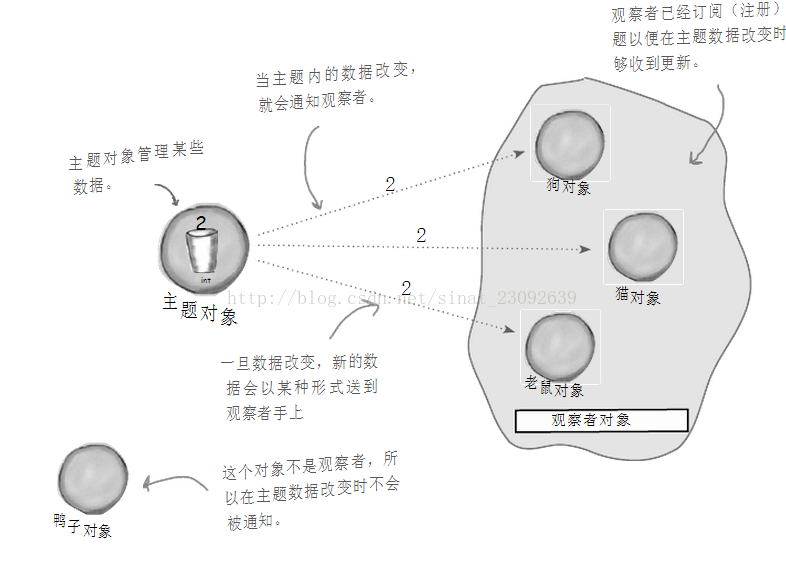 观察者已经订阅（注册）
题以便在主题数据改变时
够收到更新。
当主题内的数据改变，
就会通知观察者。
主题对象管理某些
数据。
2
int
主题对象
2
2
2
狗对象
猫对象
老鼠对象
观察者对象
http://blog.csdn.net/sinat_23092639
一旦数据改变，新的数
据会以某种形式送到
观察者手上
这个对象不是观察者，所
以在主题数据改变时不会
被通知。
鸭子对象